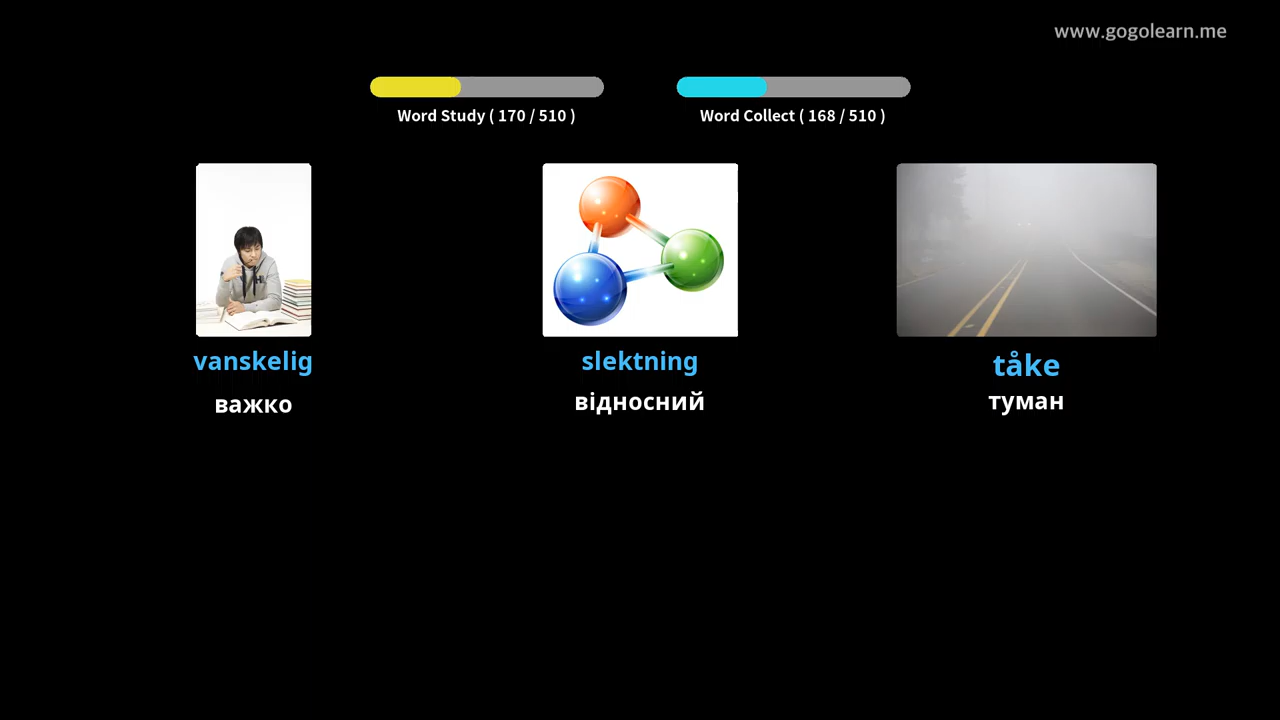 www.gogolearn.me
Word Study ( 170 / 510 )
Word Collect ( 168 / 510 )
vanskelig
важко
slektning
відносний
tåke
туман